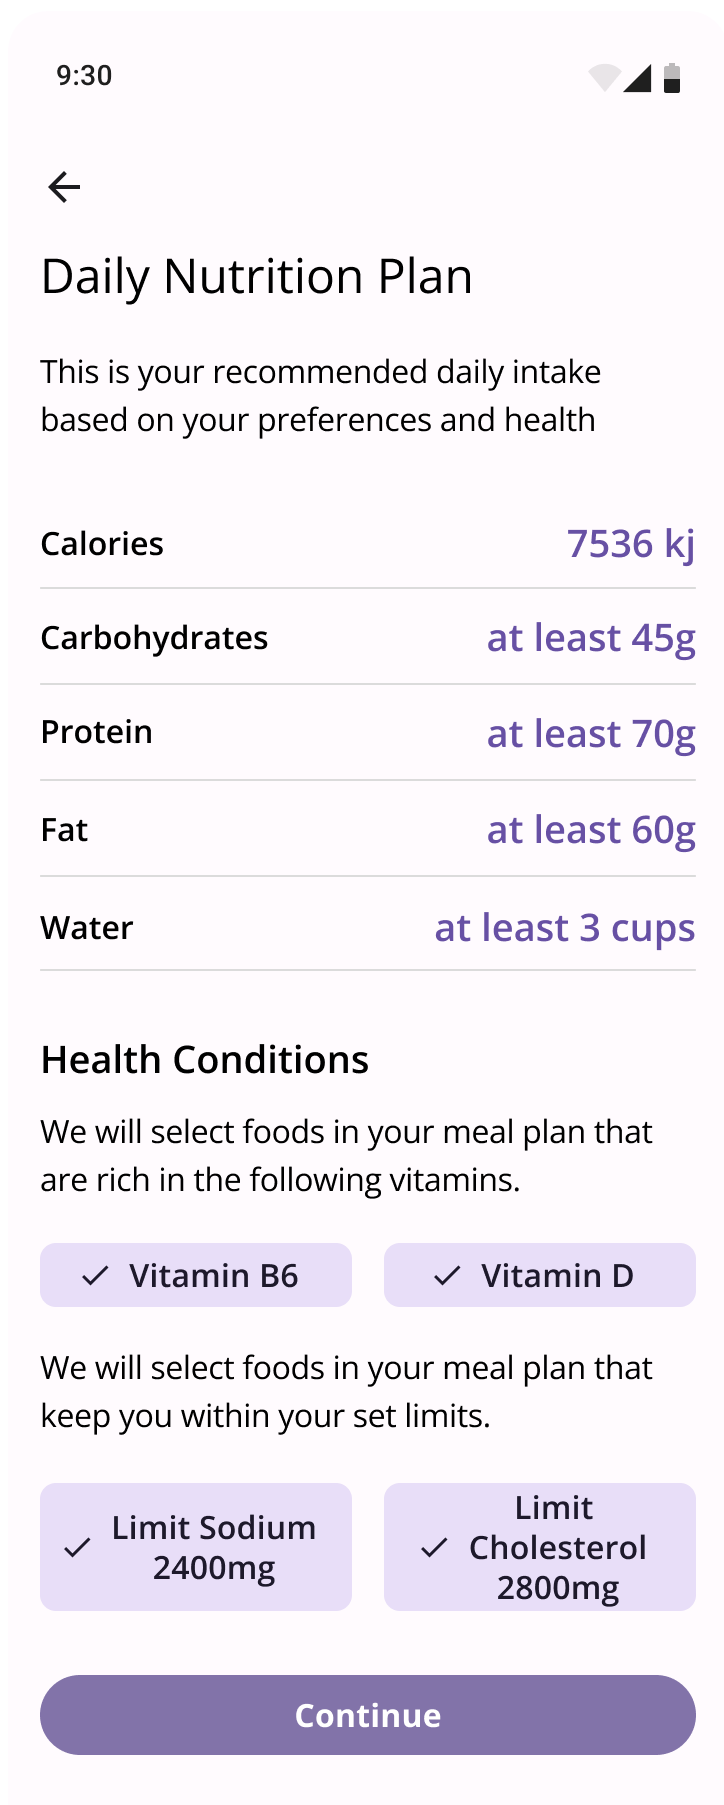 9:30
Daily Nutrition Plan
This is your recommended daily intake
based on your preferences and health
Calories 7536 kj
Carbohydrates at least 45g
Protein at least 70g
Fat at least 60g
Water at least 3 cups
Health Conditions
We will select foods in your meal plan that
are rich in the following vitamins.
Vitamin B6 Vitamin D
We will select foods in your meal plan that
keep you within your set limits.
Limit Sodium
2400mg
Limit
Cholesterol
2800mg
Continue